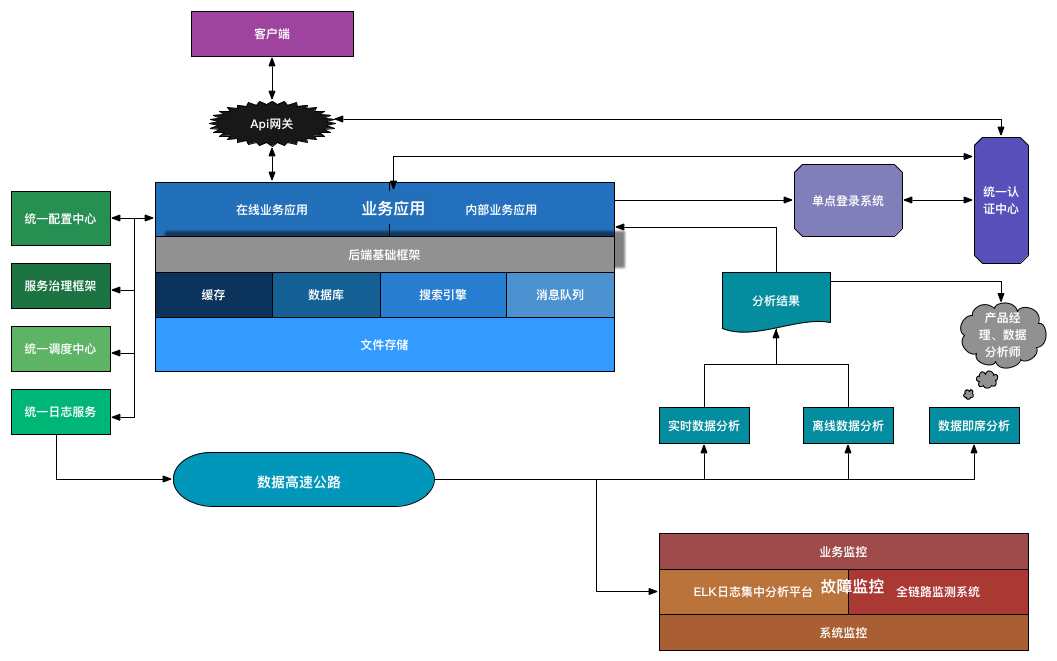 客户端
Api网关
统一认
证中心
单点登录系统
在线业务应用
业务应用
内部业务应用
统一配置中心
后端基础框架
服务治理框架
缓存
数据库
搜索引擎
消息队列
分析结果
产品经
理、数据
分析师
统一调度中心
文件存储
统一日志服务
实时数据分析
离线数据分析
数据即席分析
数据高速公路
业务监控
ELK日志集中分析平台
故障监控
全链路监测系统
系统监控